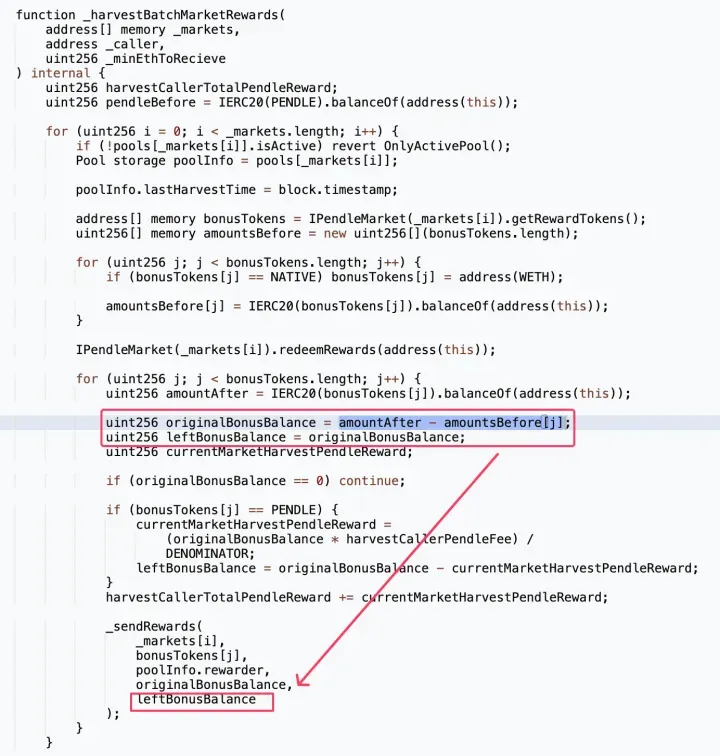 function _harvestBatchMarketRewards(
    address[] memory _markets,
    address _caller,
    uint256 _minEthToRecieve
) internal {
    uint256 harvestCallerTotalPendleReward;
    uint256 pendleBefore = IERC20(PENDLE).balanceOf(address(this));
    for (uint256 i = 0; i < _markets.length; i++) {
        if (!pools[_markets[i]].isActive) revert OnlyActivePool();
        Pool storage poolInfo = pools[_markets[i]];
        poolInfo.lastHarvestTime = block.timestamp;
        address[] memory bonusTokens = IPendleMarket(_markets[i]).getRewardTokens();
        uint256[] memory amountsBefore = new uint256[](bonusTokens.length);
        for (uint256 j; j < bonusTokens.length; j++) {
            if (bonusTokens[j] == NATIVE) bonusTokens[j] = address(WETH);
            amountsBefore[j] = IERC20(bonusTokens[j]).balanceOf(address(this));
        }
        IPendleMarket(_markets[i]).redeemRewards(address(this));
        for (uint256 j; j < bonusTokens.length; j++) {
            uint256 amountAfter = IERC20(bonusTokens[j]).balanceOf(address(this));
            uint256 originalBonusBalance = amountAfter - amountsBefore[j];
            uint256 leftBonusBalance = originalBonusBalance;
            uint256 currentMarketHarvestPendleReward;
            if (originalBonusBalance == 0) continue;
            if (bonusTokens[j] == PENDLE) {
                currentMarketHarvestPendleReward =
                    (originalBonusBalance * harvestCallerPendleFee) /
                    DENOMINATOR;
                leftBonusBalance = originalBonusBalance - currentMarketHarvestPendleReward;
            }
            harvestCallerTotalPendleReward += currentMarketHarvestPendleReward;
            _sendRewards(
                _markets[i],
                bonusTokens[j],
                poolInfo.rewarder,
                originalBonusBalance,
                leftBonusBalance
            );
        }
    }